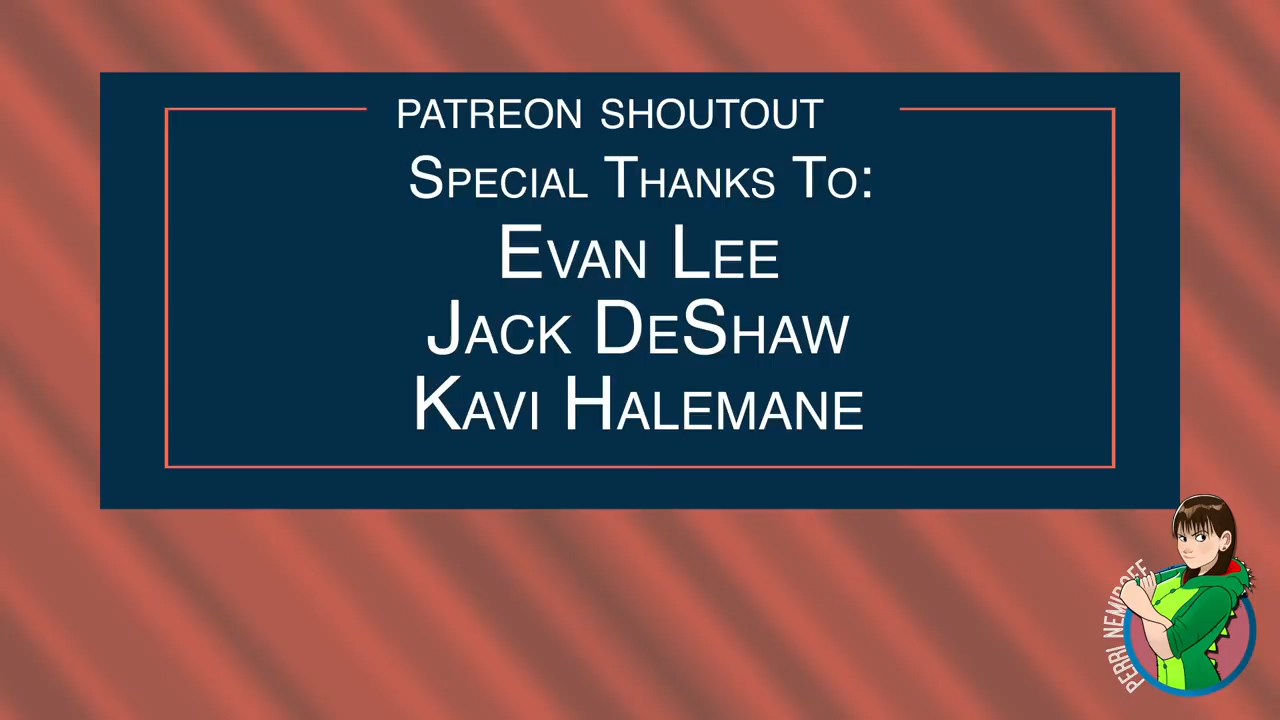 PATREON SHOUTOUT
SPECIAL THANKS TO:
EVAN LEE
JACK DESHAW
KAVI HALEMANE
PERRI NEMIROFF